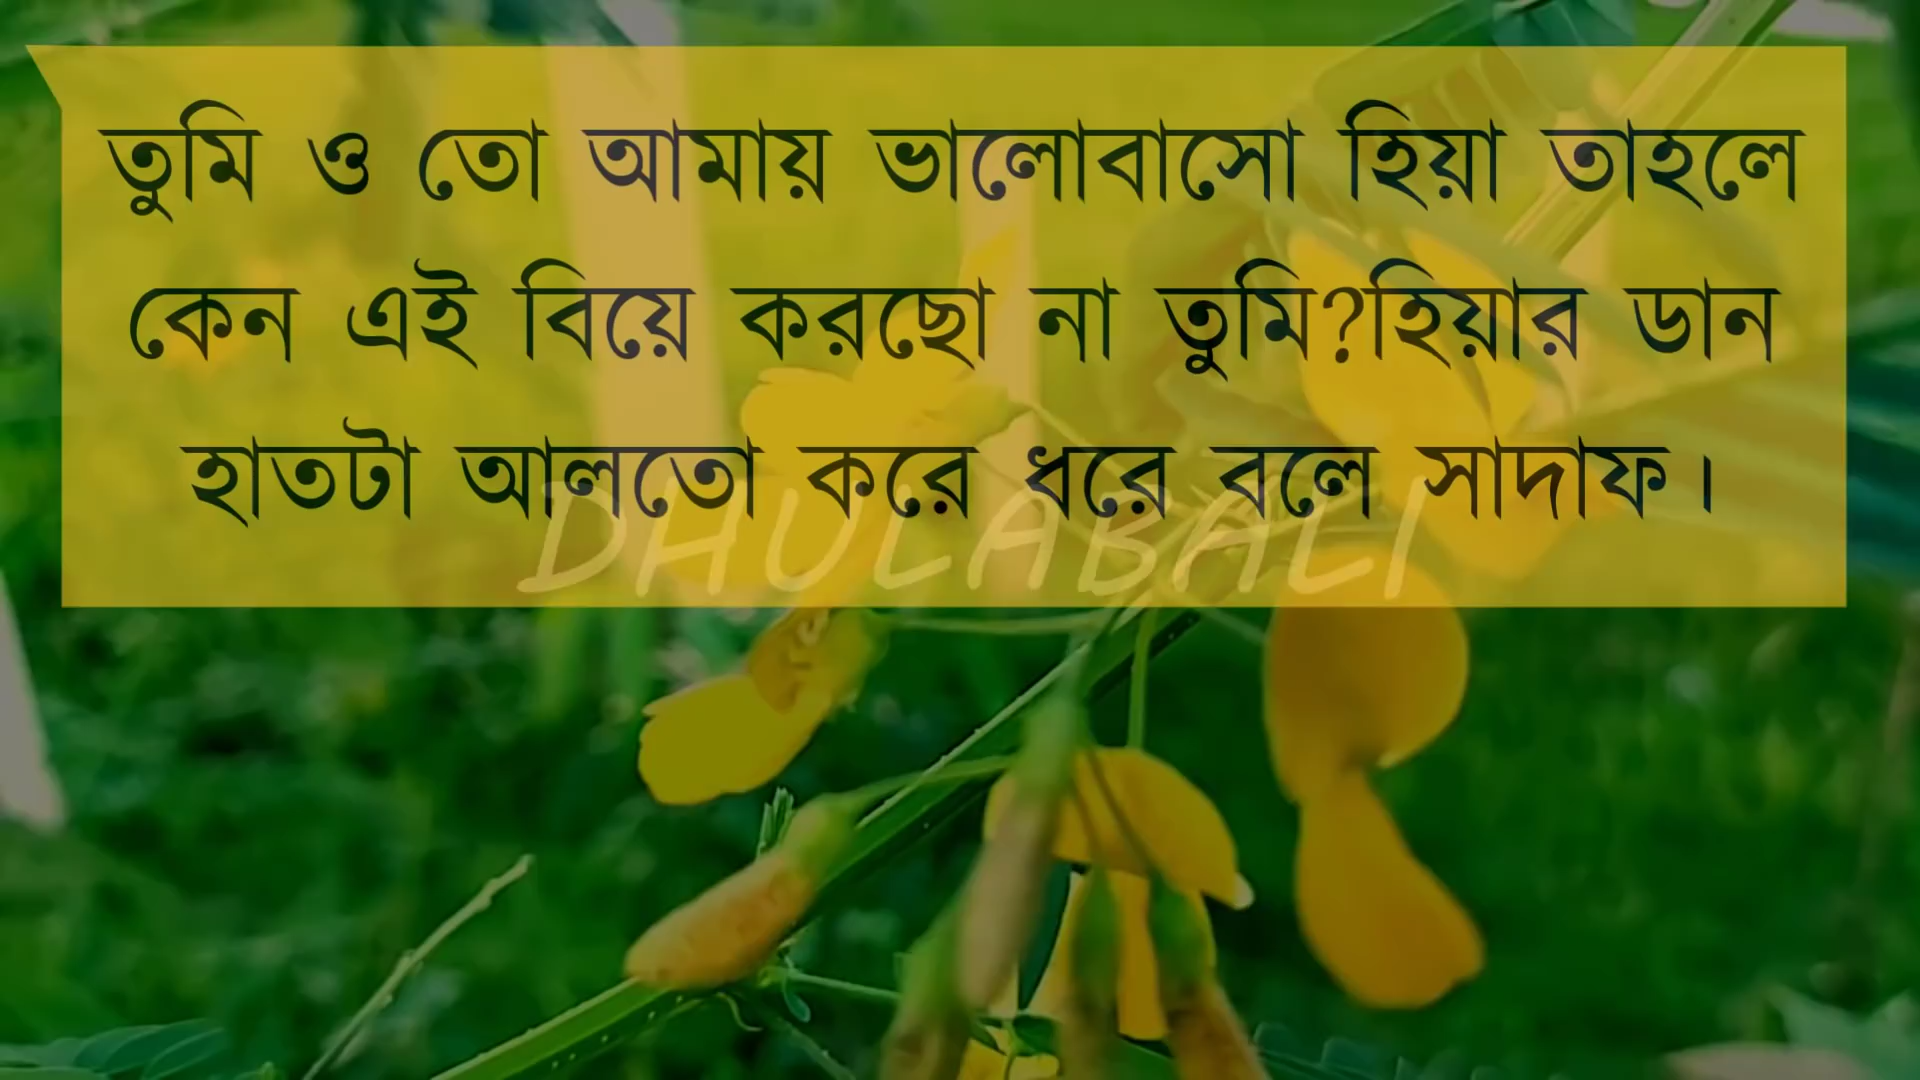 তুমি ও তো আমায় ভালোবাসো হিয়া তাহলে
কেন এই বিয়ে করছো না তুমি?হিয়ার ডান
হাতটা আলতো করে ধরে বলে সাদাফ।
DHULABALI